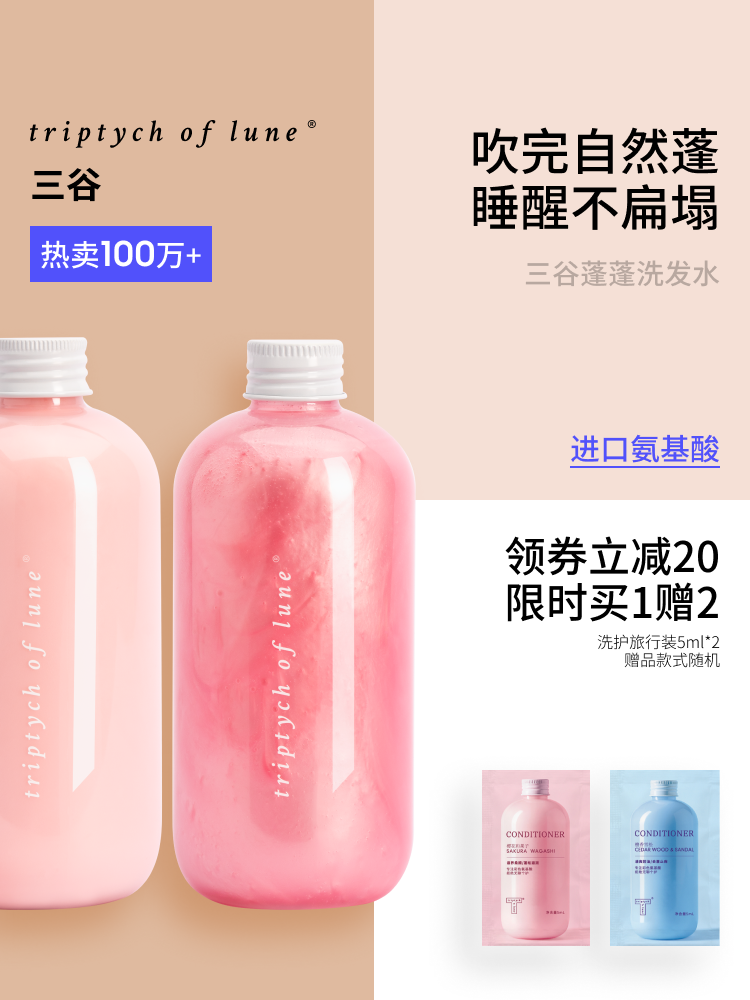 triptych of lune®
三谷
热卖100万+
吹完自然蓬
睡醒不扁塌
三谷蓬蓬洗发水
进口氨基酸
领券立减20
限时买1赠2
洗护旅行装5ml*2
赠品款式随机
triptych of lune®
triptych of lune®
CONDITIONER
SAKURA WAGASHI
CONDITIONER
CEDAR WOOD & SANDAL